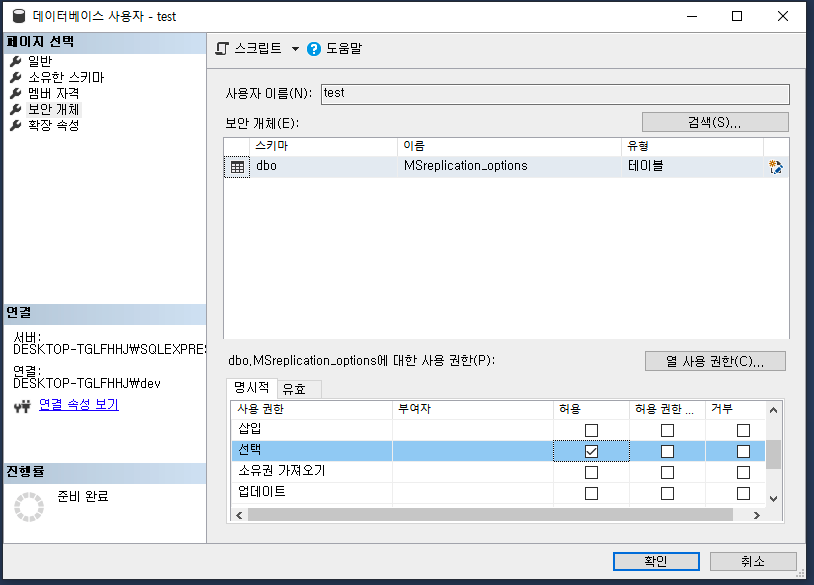 데이터베이스 사용자 - test
페이지 선택
일반
소유한 스키마
멤버 자격
보안 개체
확장 속성
연결
서버:
DESKTOP-TGLFHHJ\SQLEXPRES
연결:
DESKTOP-TGLFHHJ\dev
연결 속성 보기
진행률
준비 완료
스크립트 도움말
사용자 이름(N): test
보안 개체(E): 검색(S)...
스키마 이름 유형
dbo MSreplication_options 테이블
dbo.MSreplication_options에 대한 사용 권한(P): 열 사용 권한(C)...
명시적 유효
사용 권한 부여자 허용 허용 권한 ... 거부
삽입
선택
소유권 가져오기
업데이트
확인 취소